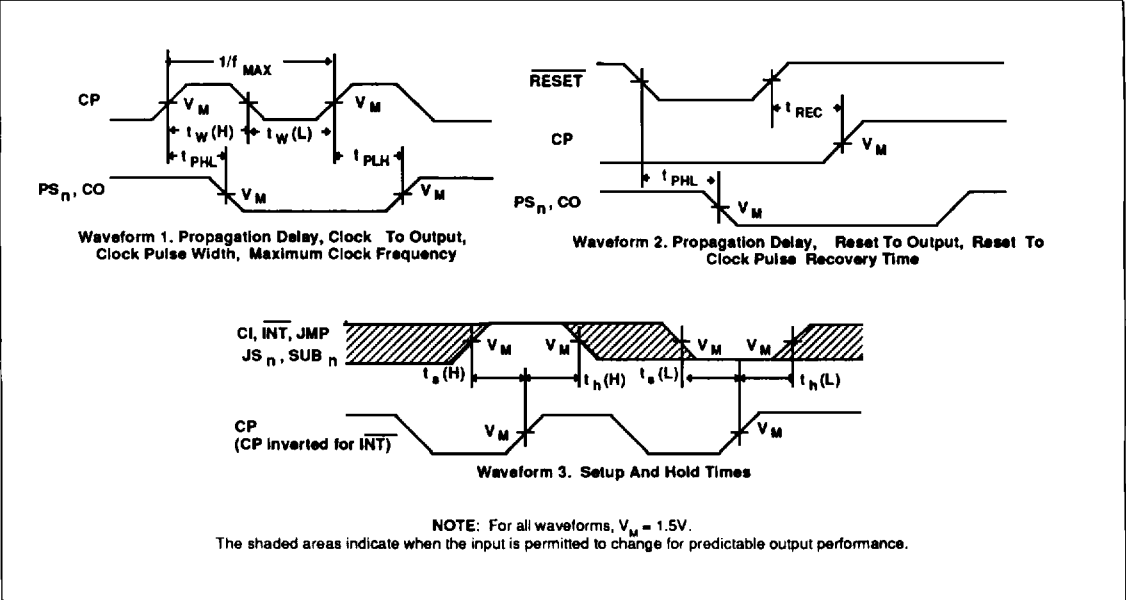 1/f MAX
CP
V M
V M
t W (H)
t W (L)
t PHL
t PLH
PS n, CO
V M
V M
Waveform 1. Propagation Delay, Clock To Output,
Clock Pulse Width, Maximum Clock Frequency
RESET
t REC
CP
V M
t PHL
PS n, CO
V M
Waveform 2. Propagation Delay, Reset To Output, Reset To
Clock Pulse Recovery Time
CI, INT, JMP
JS n, SUB n
V M
V M
V M
V M
t s (H)
t h (H)
t s (L)
t h (L)
CP
(CP inverted for INT)
V M
V M
Waveform 3. Setup And Hold Times
NOTE: For all waveforms, V M = 1.5V.
The shaded areas indicate when the input is permitted to change for predictable output performance.